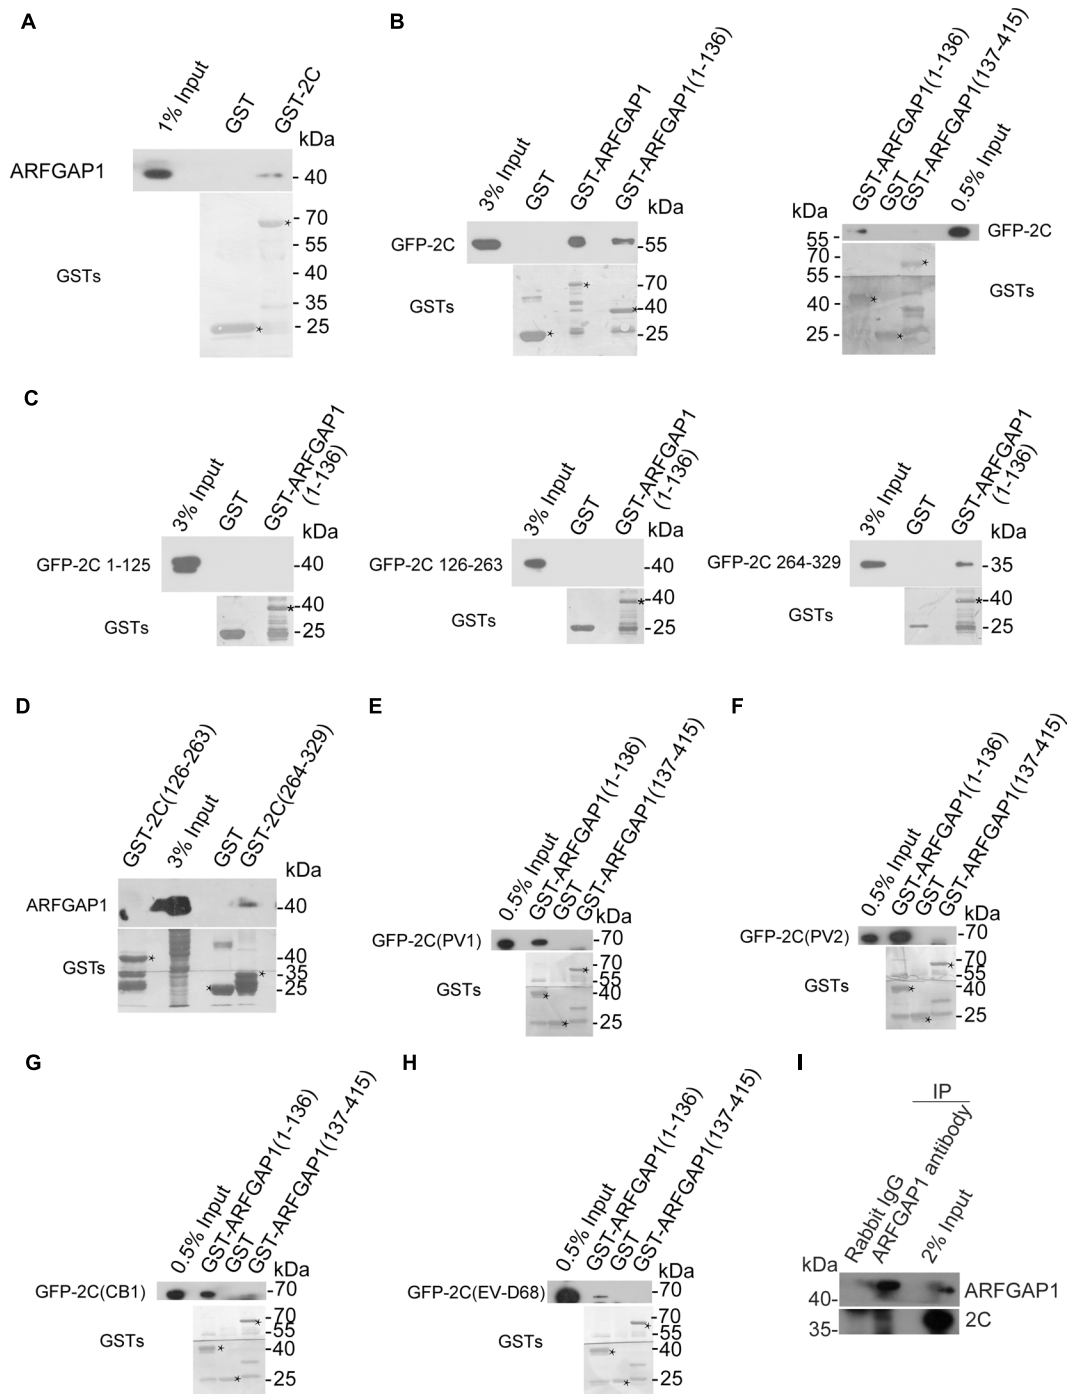 A
1% Input
GST
GST-2C
kDa
ARFGAP1
- 40
- 70
55
- 40
- 35
- 25
GSTs
*
*
B
3% Input
GST
GST-ARFGAP1
GST-ARFGAP1(1-136)
kDa
GFP-2C
-55
-70
-40
-25
GSTs
*
*
*
GST-ARFGAP1(1-136)
GST
GST-ARFGAP1(137-415)
0.5% Input
kDa
55 -
70 -
55
40 -
25 -
GFP-2C
GSTs
*
*
*
C
3% Input
GST
GST-ARFGAP1
(1-136)
kDa
GFP-2C 1-125
-40
*-40
-25
GSTs
3% Input
GST
GST-ARFGAP1
(1-136)
kDa
GFP-2C 126-263
-40
*-40
-25
GSTs
3% Input
GST
GST-ARFGAP1
(1-136)
kDa
GFP-2C 264-329
-35
*-40
-25
GSTs
D
GST-2C(126-263)
3% Input
GST
GST-2C(264-329)
kDa
ARFGAP1
-40
40
-35
-25
GSTs
*
*
*
E
0.5% Input
GST-ARFGAP1(1-136)
GST
GST-ARFGAP1(137-415)
kDa
GFP-2C(PV1)
-70
-70
-55
-40
-25
GSTs
*
*
*
F
0.5% Input
GST-ARFGAP1(1-136)
GST
GST-ARFGAP1(137-415)
kDa
GFP-2C(PV2)
-70
-70
-55
-40
-25
GSTs
*
*
*
G
0.5% Input
GST-ARFGAP1(1-136)
GST
GST-ARFGAP1(137-415)
kDa
GFP-2C(CB1)
-70
-70
-55
-40
-25
GSTs
*
*
*
H
0.5% Input
GST-ARFGAP1(1-136)
GST
GST-ARFGAP1(137-415)
kDa
GFP-2C(EV-D68)
-70
-70
-55
-40
-25
GSTs
*
*
*
I
IP
Rabbit IgG
ARFGAP1 antibody
2% Input
kDa
40-
35-
ARFGAP1
2C